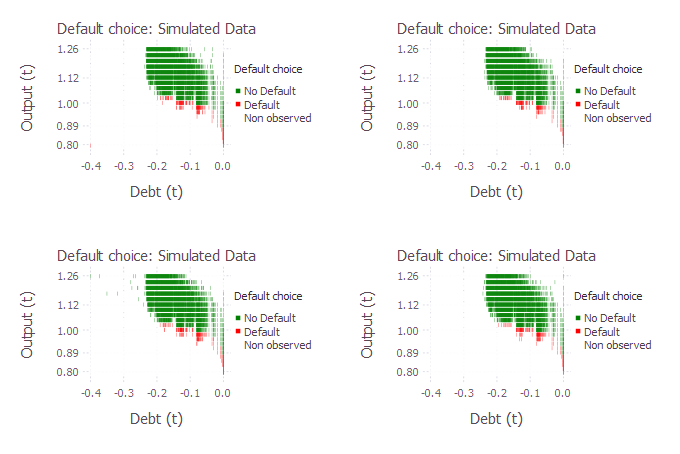 Default choice: Simulated Data
1.26
1.12
1.00
0.89
0.80
Output (t)
-0.4
-0.3
-0.2
-0.1
0.0
Debt (t)
Default choice
No Default
Default
Non observed
Default choice: Simulated Data
1.26
1.12
1.00
0.89
0.80
Output (t)
-0.4
-0.3
-0.2
-0.1
0.0
Debt (t)
Default choice
No Default
Default
Non observed
Default choice: Simulated Data
1.26
1.12
1.00
0.89
0.80
Output (t)
-0.4
-0.3
-0.2
-0.1
0.0
Debt (t)
Default choice
No Default
Default
Non observed
Default choice: Simulated Data
1.26
1.12
1.00
0.89
0.80
Output (t)
-0.4
-0.3
-0.2
-0.1
0.0
Debt (t)
Default choice
No Default
Default
Non observed